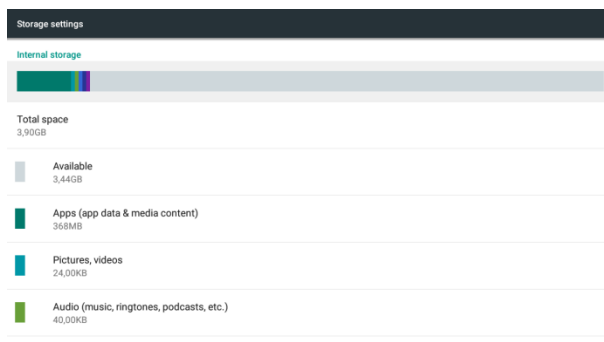 Storage settings
Internal storage
Total space
3,90GB
Available
3,44GB
Apps (app data & media content)
368MB
Pictures, videos
24,00KB
Audio (music, ringtones, podcasts, etc.)
40,00KB